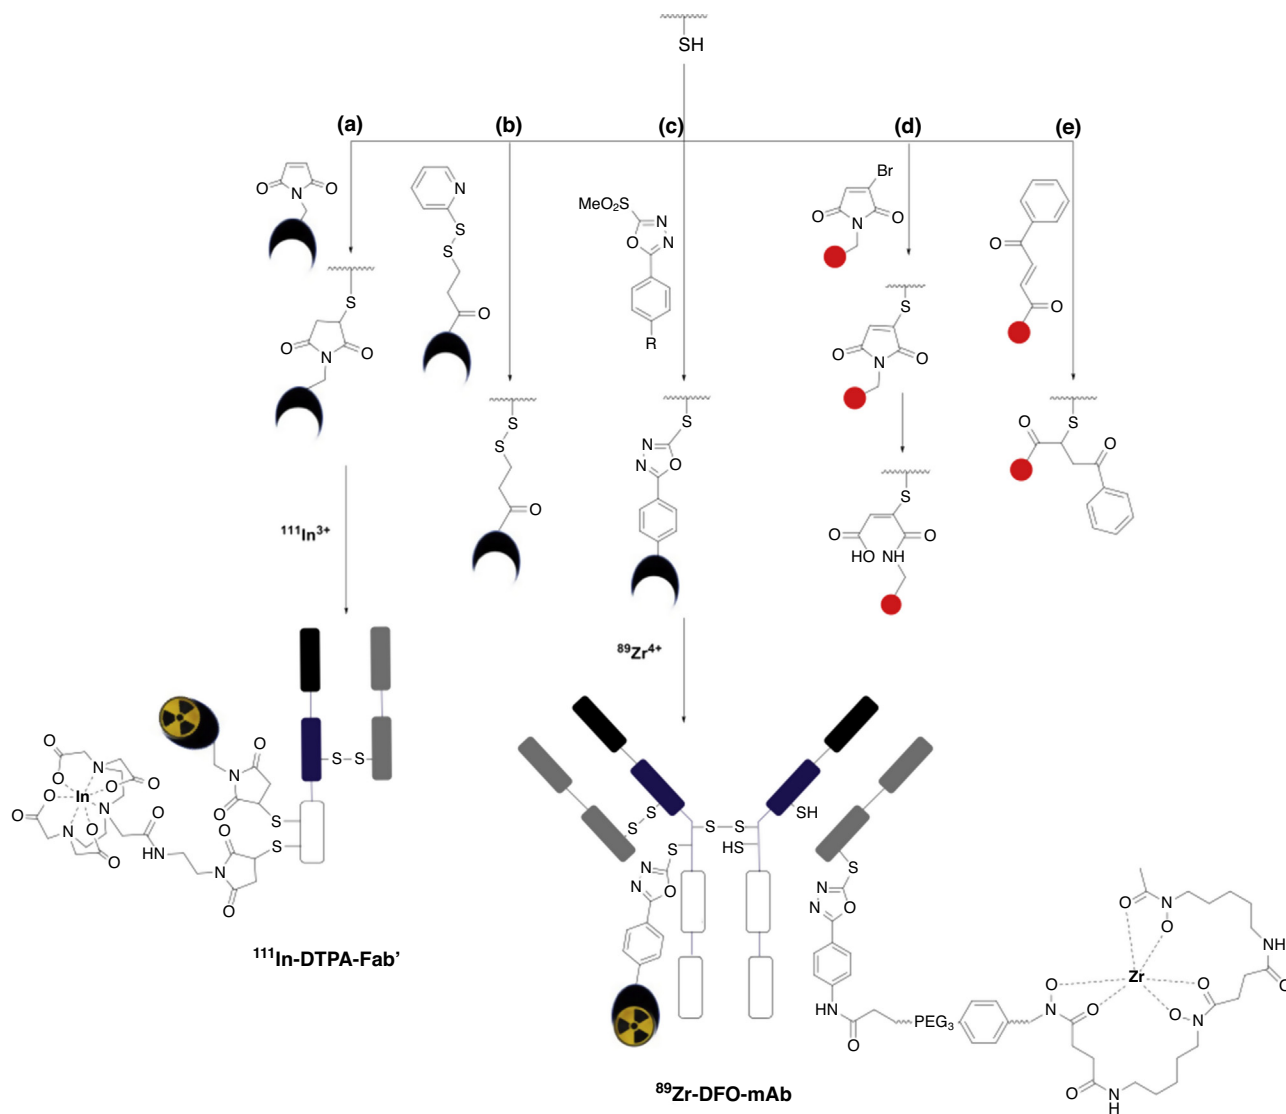 SH
(a)
(b)
(c)
(d)
(e)
O
N
O
N
S
S
O
MeO₂S
N
N
O
R
Br
O
N
O
O
O
S
O
N
O
S
S
O
S
N
N
O
S
O
N
O
S
O
HO
O
NH
S
O
O
¹¹¹In³⁺
⁸⁹Zr⁴⁺
S–S
O
N
O
S
S
O
N
O
O
O
N
O
O
O
In
N
O
O
N
O
O
HN
S
S
S
S
SH
HS
S
N
N
O
S
N
N
O
HN
O
PEG₃
O
N
O
Zr
NH
O
O
N
O
O
O
N
O
N
H
¹¹¹In-DTPA-Fab’
⁸⁹Zr-DFO-mAb